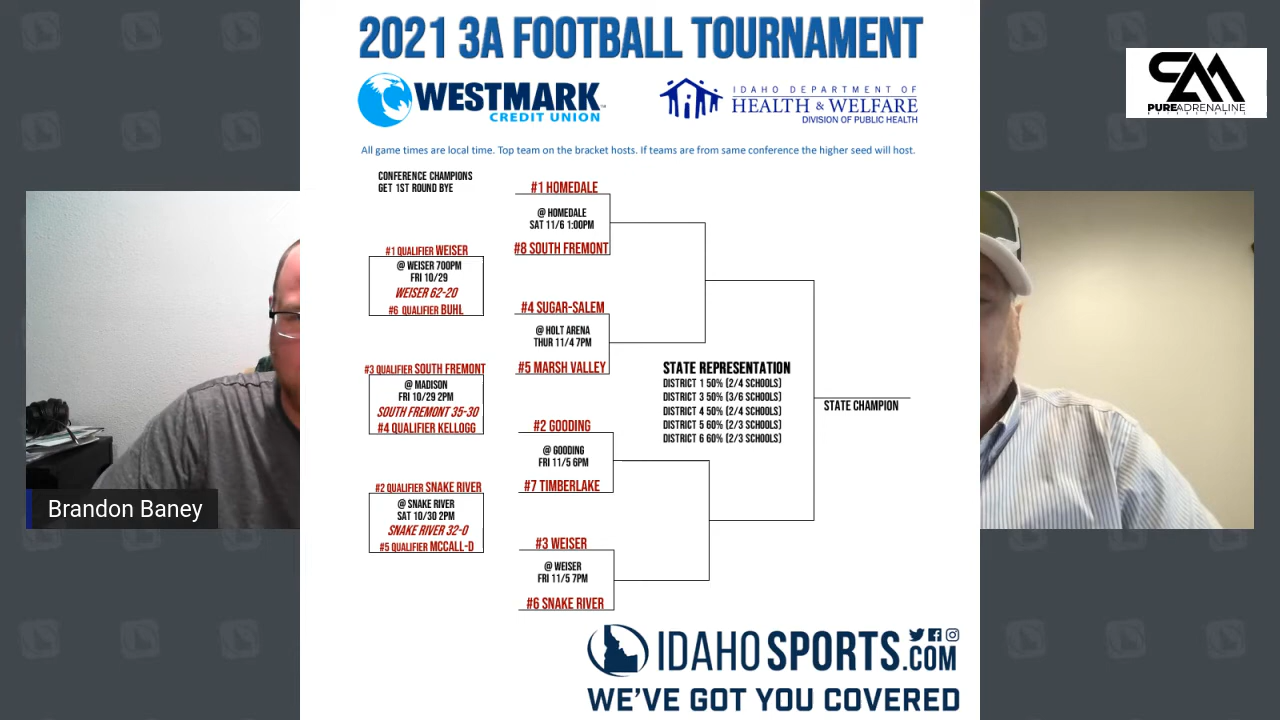 2021 3A FOOTBALL TOURNAMENT
WESTMARK
CREDIT UNION
IDAHO DEPARTMENT OF
HEALTH & WELFARE
DIVISION OF PUBLIC HEALTH
PUREADRENALINE
All game times are local time. Top team on the bracket hosts. If teams are from same conference the higher seed will host.
CONFERENCE CHAMPIONS
GET 1ST ROUND BYE
#1 QUALIFIER WEISER
@ WEISER 700PM
FRI 10/29
WEISER 62-20
#6 QUALIFIER BUHL
#3 QUALIFIER SOUTH FREMONT
@ MADISON
FRI 10/29 2PM
SOUTH FREMONT 35-30
#4 QUALIFIER KELLOGG
#2 QUALIFIER SNAKE RIVER
@ SNAKE RIVER
SAT 10/30 2PM
SNAKE RIVER 32-0
#5 QUALIFIER MCCALL-D
#1 HOMEDALE
@ HOMEDALE
SAT 11/6 1:00PM
#8 SOUTH FREMONT
#4 SUGAR-SALEM
@ HOLT ARENA
THUR 11/4 7PM
#5 MARSH VALLEY
#2 GOODING
@ GOODING
FRI 11/5 6PM
#7 TIMBERLAKE
#3 WEISER
@ WEISER
FRI 11/5 7PM
#6 SNAKE RIVER
STATE REPRESENTATION
DISTRICT 1 50% (2/4 SCHOOLS)
DISTRICT 3 50% (3/6 SCHOOLS)
DISTRICT 4 50% (2/4 SCHOOLS)
DISTRICT 5 60% (2/3 SCHOOLS)
DISTRICT 6 60% (2/3 SCHOOLS)
STATE CHAMPION
Brandon Baney
IDAHO SPORTS.COM
WE'VE GOT YOU COVERED